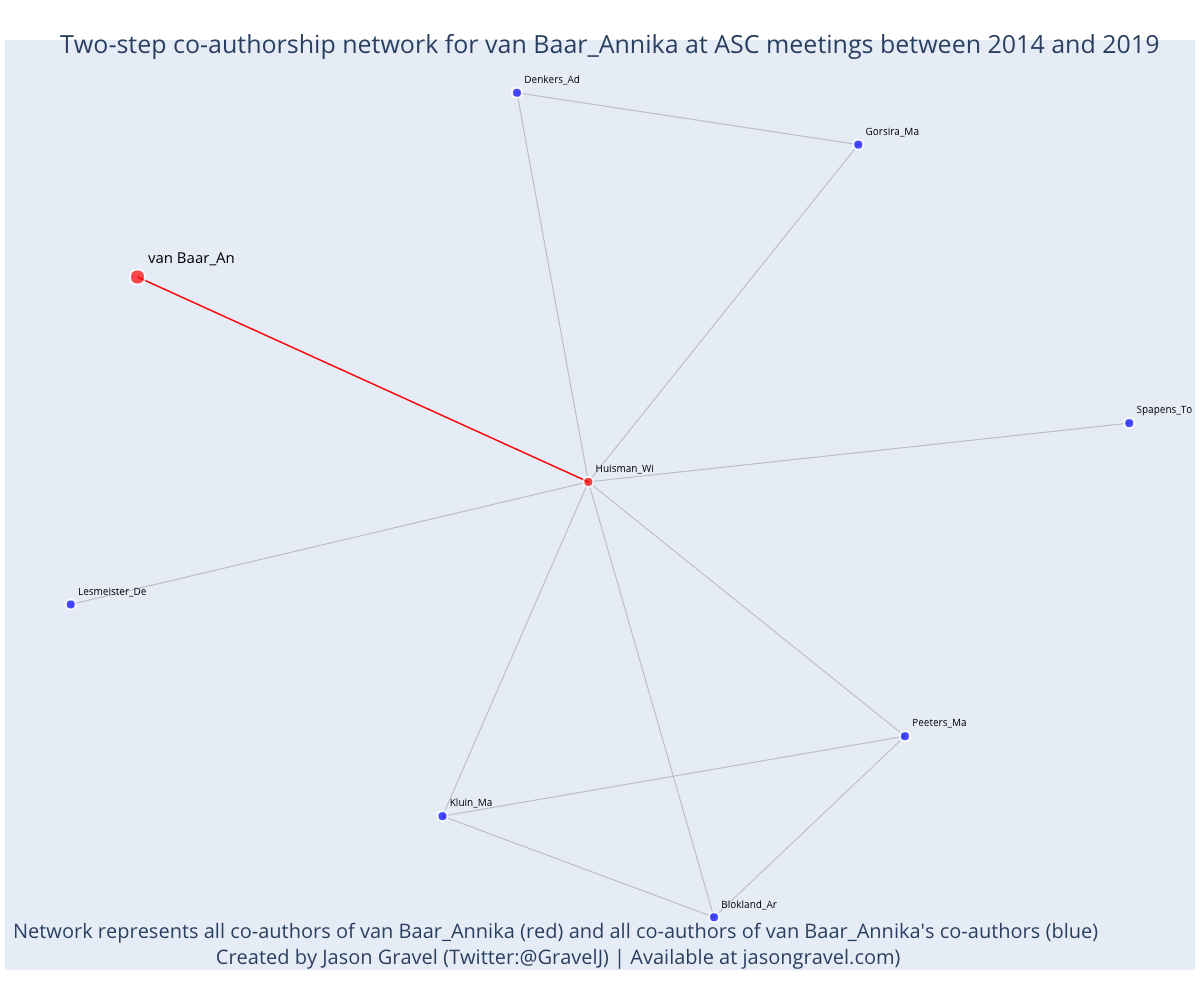 Two-step co-authorship network for van Baar_Annika at ASC meetings between 2014 and 2019
Denkers_Ad
Gorsira_Ma
van Baar_An
Spapens_To
Huisman_Wi
Lesmeister_De
Peeters_Ma
Kluin_Ma
Blokland_Ar
Network represents all co-authors of van Baar_Annika (red) and all co-authors of van Baar_Annika's co-authors (blue)
Created by Jason Gravel (Twitter:@GravelJ) | Available at jasongravel.com)